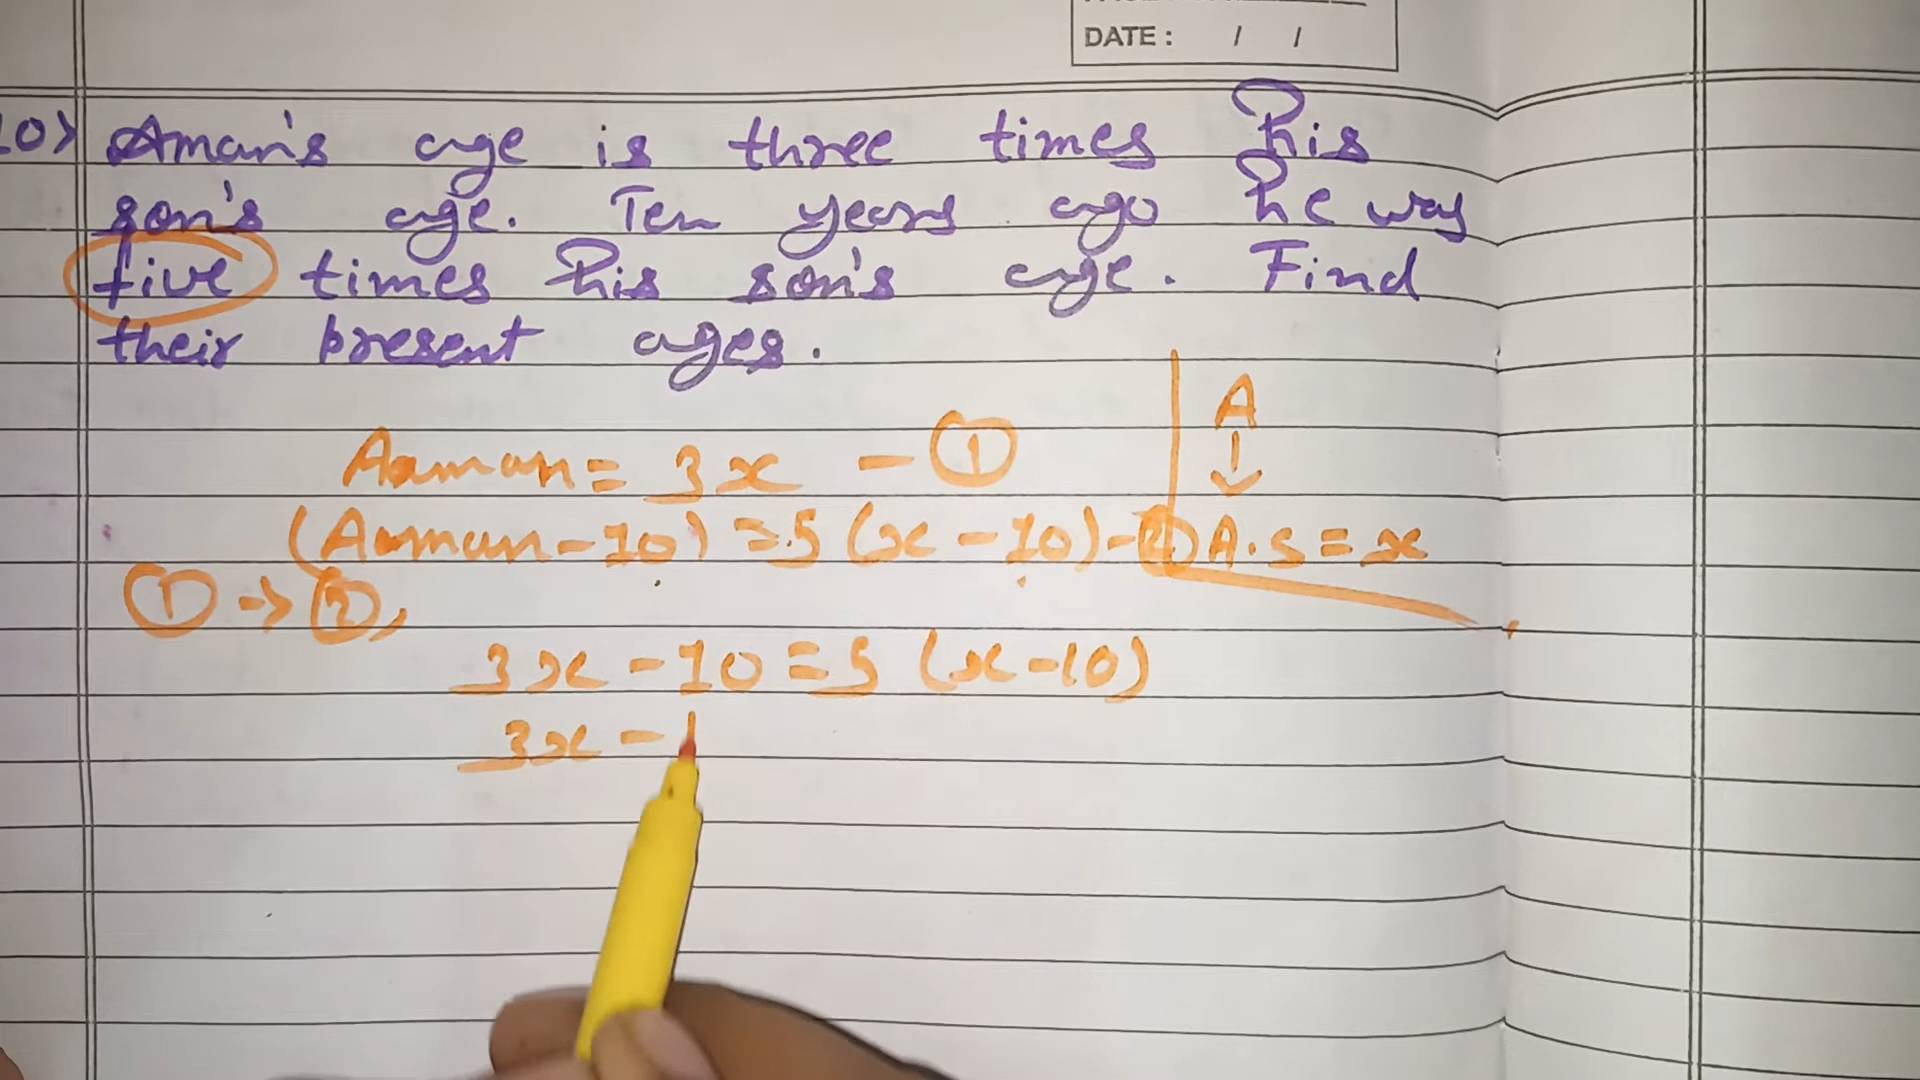 DATE : / /
10) Aman's age is three times his
son's age. Ten years ago he was
five times his son's age. Find
their present ages.
A
Aaman = 3x - ①
(Aaman - 10) = 5 (x - 10) - ②
A.S = x
① → ②,
3x - 10 = 5 (x - 10)
3x - 1